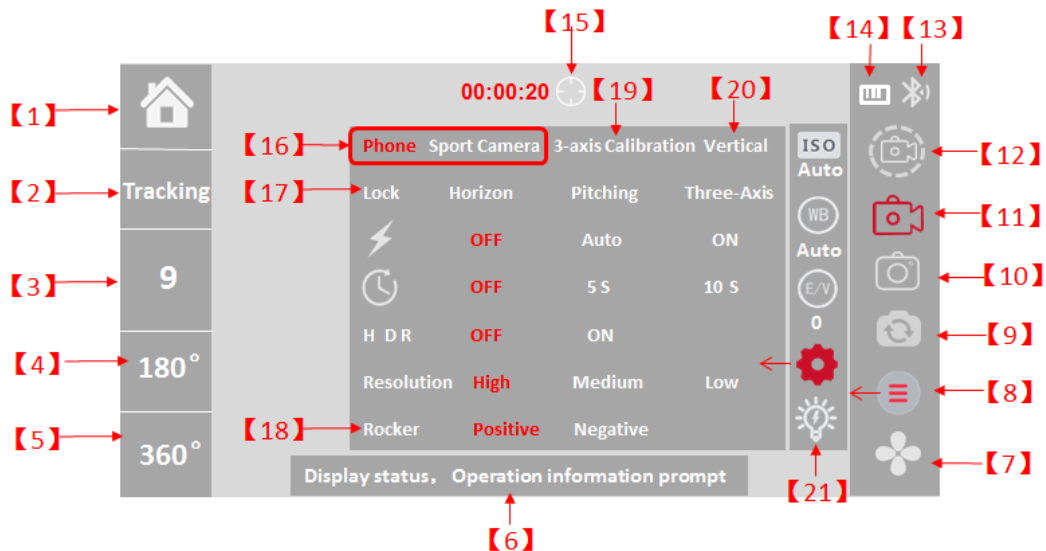 【15】
【14】【13】
00:00:20
【19】
【20】
【1】
【16】
Phone Sport Camera 3-axis Calibration Vertical
ISO
Auto
【12】
【2】
Tracking
【17】
Lock Horizon Pitching Three-Axis
WB
Auto
【11】
OFF Auto ON
【3】
9
OFF 5 S 10 S
E/V
0
【10】
H D R OFF ON
【9】
【4】
180°
Resolution High Medium Low
【8】
【5】
360°
【18】
Rocker Positive Negative
【7】
Display status, Operation information prompt
【21】
【6】